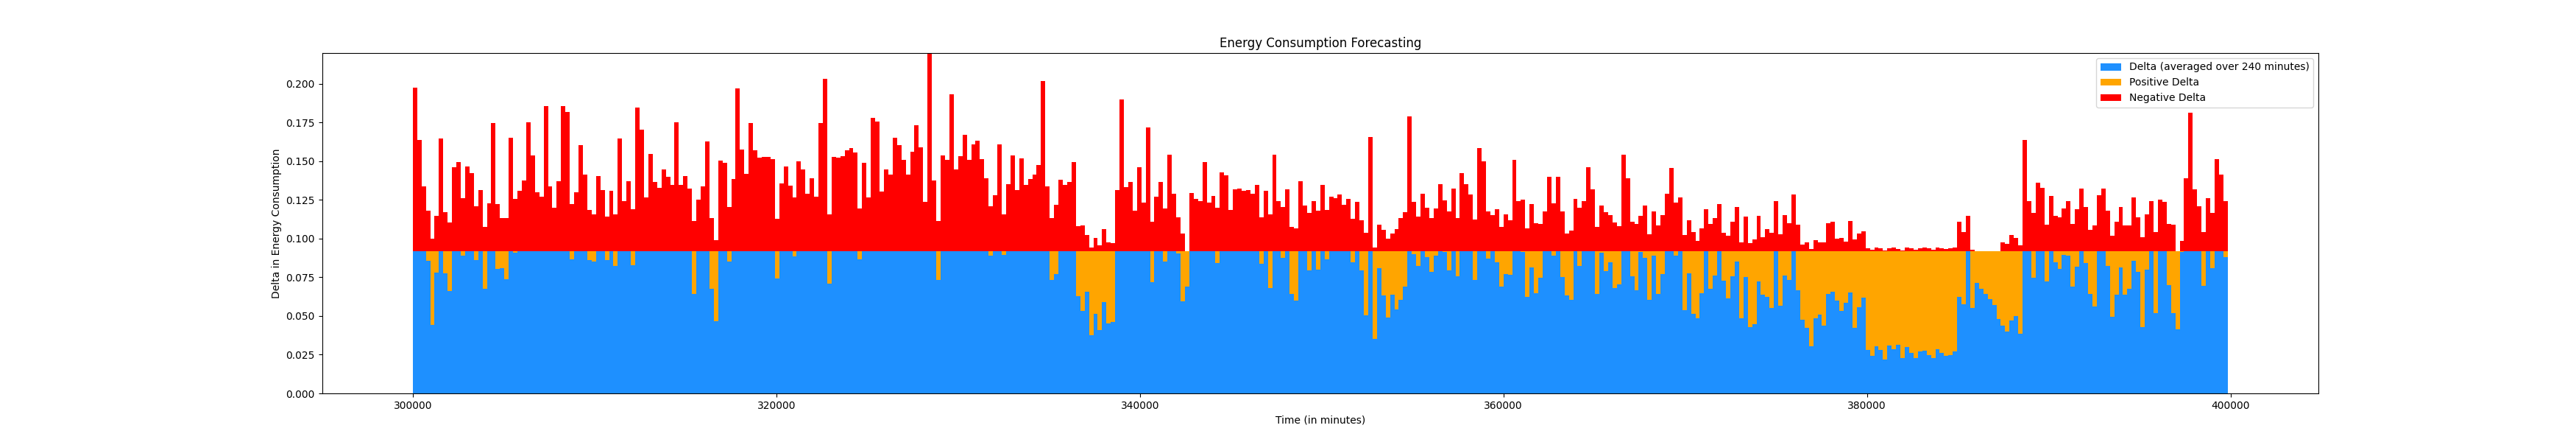 Energy Consumption Forecasting
Delta (averaged over 240 minutes)
Positive Delta
Negative Delta
Delta in Energy Consumption
0.200
0.175
0.150
0.125
0.100
0.075
0.050
0.025
0.000
300000
320000
340000
360000
380000
400000
Time (in minutes)